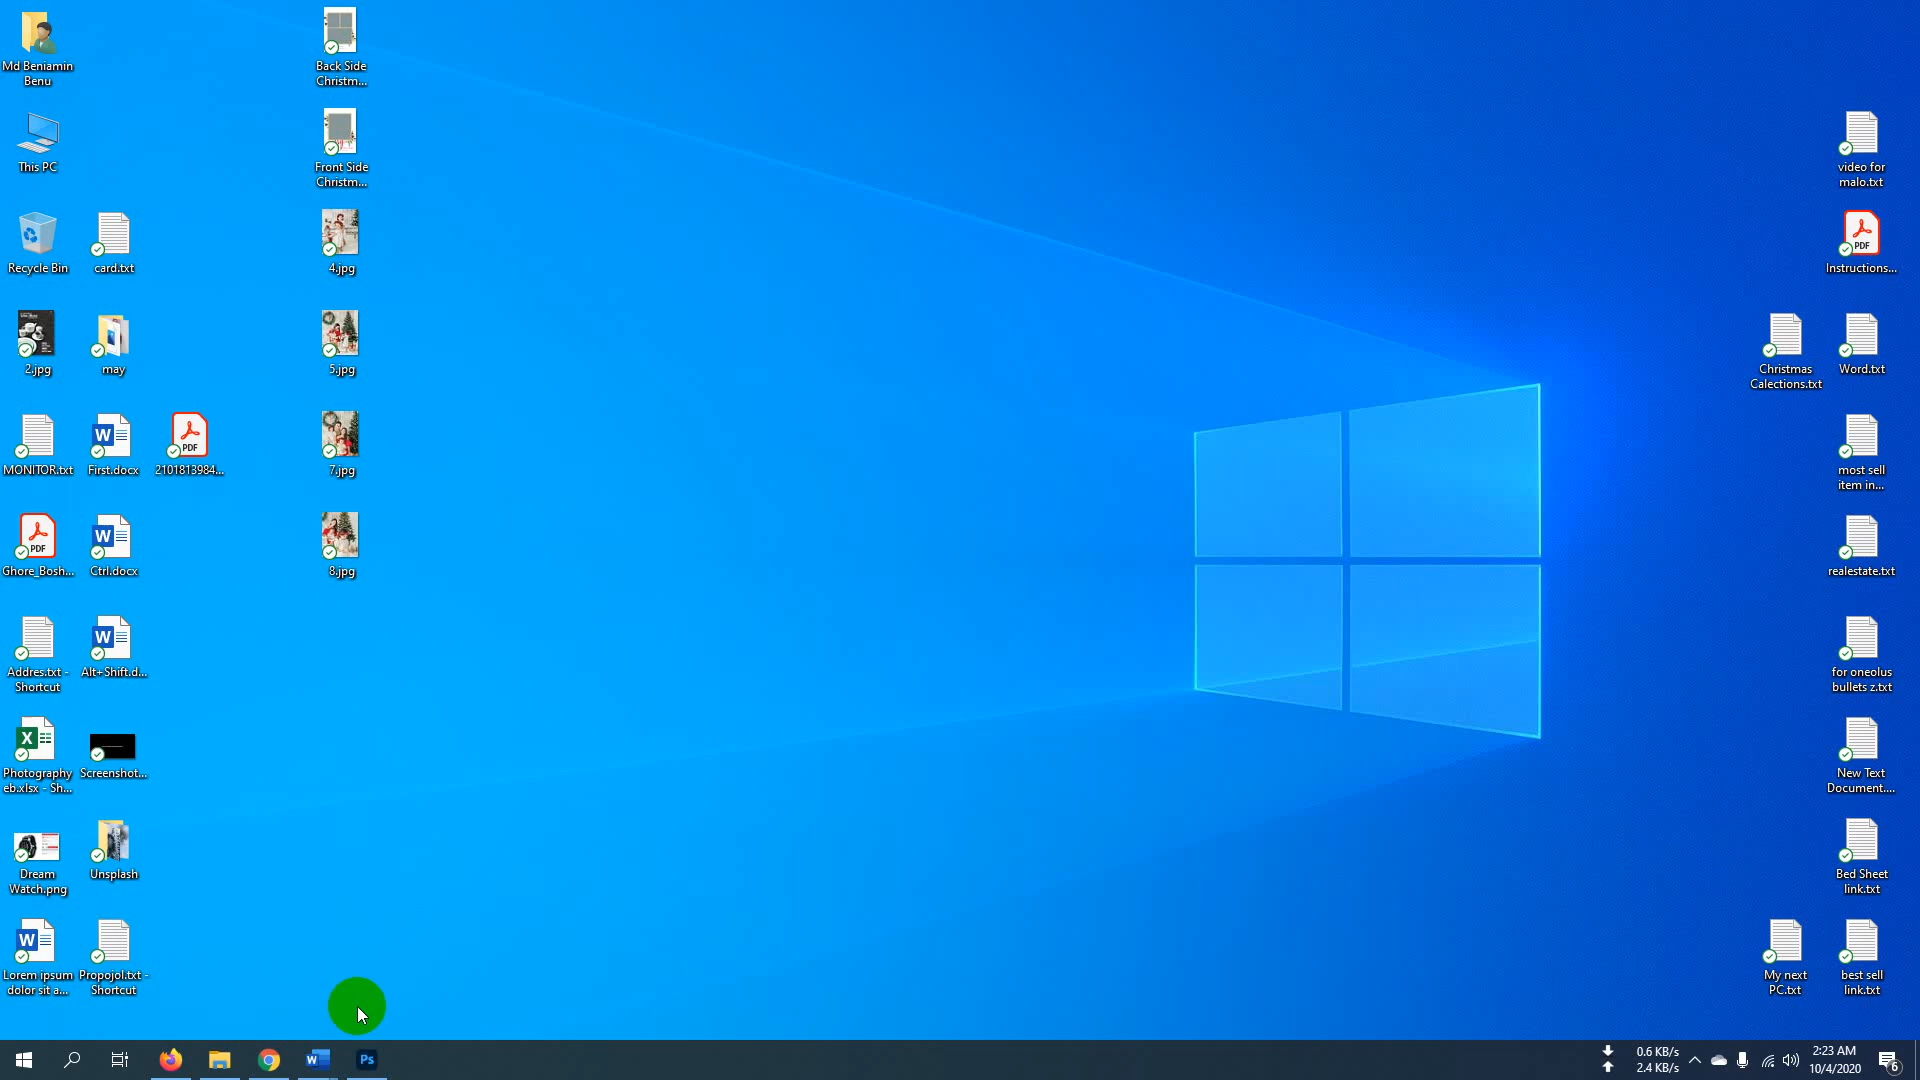 Md Beniamin
Benu
This PC
Recycle Bin
2.jpg
MONITOR.txt
PDF
Ghore_Bosh...
Addres.txt -
Shortcut
Photography
eb.xlsx - Sh...
Dream
Watch.png
Lorem ipsum
dolor sit a...
card.txt
may
First.docx
Ctrl.docx
Alt+Shift.d...
Screenshot...
Unsplash
Propojol.txt -
Shortcut
PDF
2101813984...
Back Side
Christm...
Front Side
Christm...
4.jpg
5.jpg
7.jpg
8.jpg
Christmas
Calections.txt
My next
PC.txt
video for
malo.txt
PDF
Instructions...
Word.txt
most sell
item in...
realestate.txt
for oneolus
bullets z.txt
New Text
Document....
Bed Sheet
link.txt
best sell
link.txt
W
Ps
0.6 KB/s
2.4 KB/s
2:23 AM
10/4/2020
6